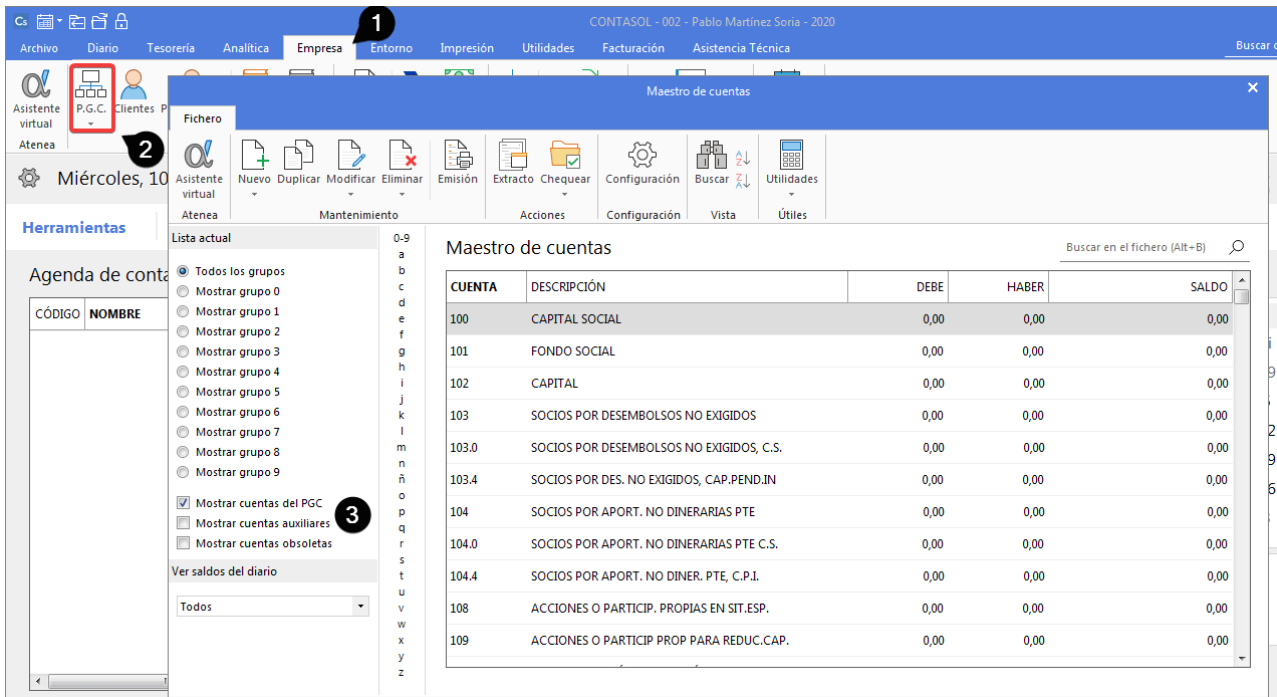 Cs
CONTASOL - 002 - Pablo Martínez Soria - 2020
1
Archivo Diario Tesorería Analítica Empresa Entorno Impresión Utilidades Facturación Asistencia Técnica Buscar
Asistente virtual
P.G.C.
Clientes
Atenea
2
Miércoles, 10
Herramientas
Agenda de conta
CÓDIGO NOMBRE
Maestro de cuentas
Fichero
Asistente virtual
Nuevo Duplicar Modificar Eliminar Emisión Extracto Chequear Configuración Buscar Utilidades
Atenea Mantenimiento Acciones Configuración Vista Útiles
Lista actual
Todos los grupos
Mostrar grupo 0
Mostrar grupo 1
Mostrar grupo 2
Mostrar grupo 3
Mostrar grupo 4
Mostrar grupo 5
Mostrar grupo 6
Mostrar grupo 7
Mostrar grupo 8
Mostrar grupo 9
Mostrar cuentas del PGC
Mostrar cuentas auxiliares
Mostrar cuentas obsoletas
3
Ver saldos del diario
Todos
0-9
a
b
c
d
e
f
g
h
i
j
k
l
m
n
ñ
o
p
q
r
s
t
u
v
w
x
y
z
Maestro de cuentas
Buscar en el fichero (Alt+B)
CUENTA DESCRIPCIÓN DEBE HABER SALDO
100 CAPITAL SOCIAL 0,00 0,00 0,00
101 FONDO SOCIAL 0,00 0,00 0,00
102 CAPITAL 0,00 0,00 0,00
103 SOCIOS POR DESEMBOLSOS NO EXIGIDOS 0,00 0,00 0,00
103.0 SOCIOS POR DESEMBOLSOS NO EXIGIDOS, C.S. 0,00 0,00 0,00
103.4 SOCIOS POR DES. NO EXIGIDOS, CAP.PEND.IN 0,00 0,00 0,00
104 SOCIOS POR APORT. NO DINERARIAS PTE 0,00 0,00 0,00
104.0 SOCIOS POR APORT. NO DINERARIAS PTE C.S. 0,00 0,00 0,00
104.4 SOCIOS POR APORT. NO DINER. PTE, C.P.I. 0,00 0,00 0,00
108 ACCIONES O PARTICIP. PROPIAS EN SIT.ESP. 0,00 0,00 0,00
109 ACCIONES O PARTICIP PROP PARA REDUC.CAP. 0,00 0,00 0,00